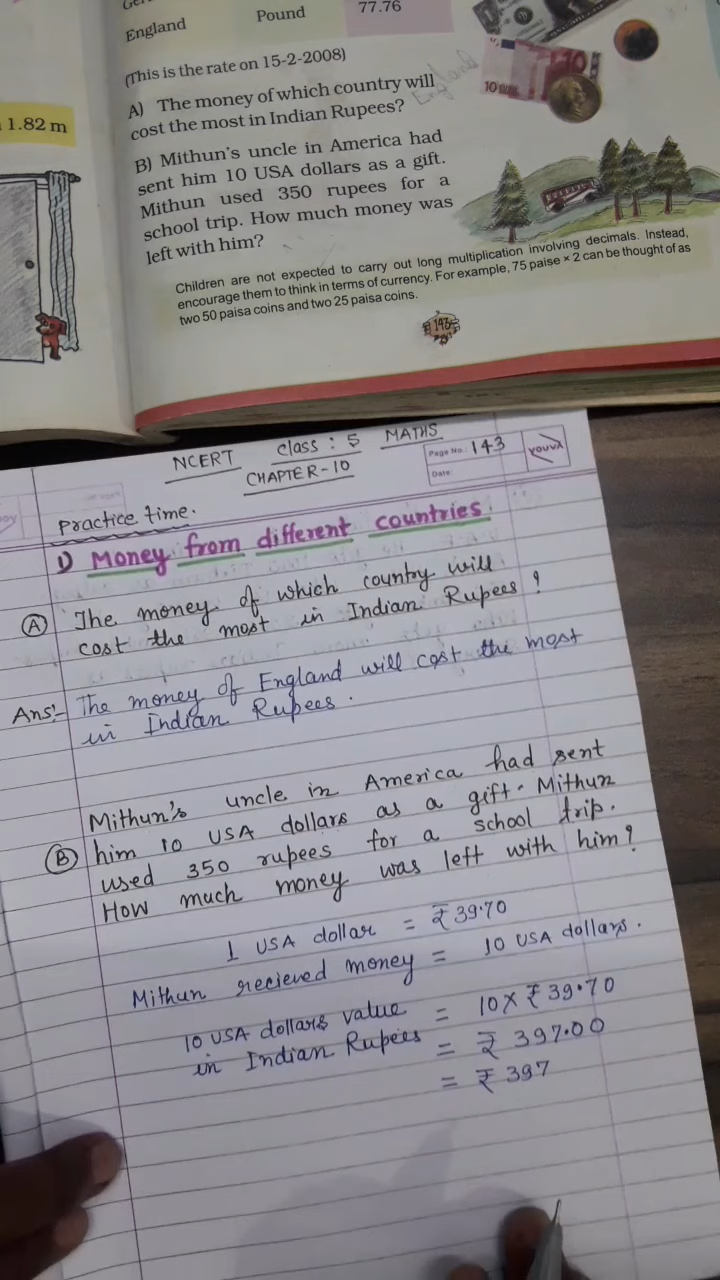 England Pound 77.76
(This is the rate on 15-2-2008)
A) The money of which country will
cost the most in Indian Rupees?
England
B) Mithun's uncle in America had
sent him 10 USA dollars as a gift.
Mithun used 350 rupees for a
school trip. How much money was
left with him?
1.82 m
10
Children are not expected to carry out long multiplication involving decimals. Instead,
encourage them to think in terms of currency. For example, 75 paise × 2 can be thought of as
two 50 paisa coins and two 25 paisa coins.
143
NCERT class : 5 MATHS
CHAPTER-10
Page No.: 143
Date:
YOUVA
Practice time.
1) Money from different countries
(A) The money of which country will
cost the most in Indian Rupees?
Ans:- The money of England will cost the most
in Indian Rupees.
Mithun's uncle in America had sent
(B) him 10 USA dollars as a gift. Mithun
used 350 rupees for a school trip.
How much money was left with him?
1 USA dollar = ₹39.70
Mithun recieved money = 10 USA dollars.
10 USA dollars value = 10 X ₹39.70
in Indian Rupees = ₹ 397.00
= ₹ 397